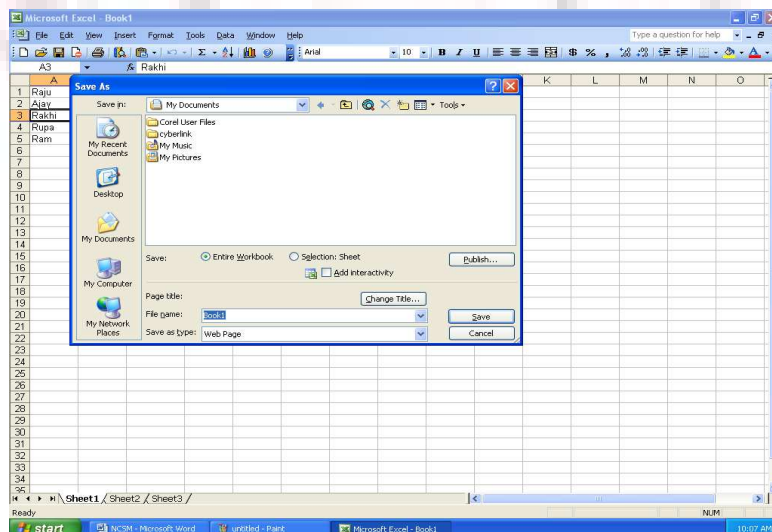 Microsoft Excel - Book1
File Edit View Insert Format Tools Data Window Help
Type a question for help
Arial 10 B I U $ % ,
A3 fx Rakhi
A K L M N O
1 Raju
2 Ajay
3 Rakhi
4 Rupa
5 Ram
6
7
8
9
10
11
12
13
14
15
16
17
18
19
20
21
22
23
24
25
26
27
28
29
30
31
32
33
34
35
Save As
Save in: My Documents Tools
My Recent Documents
Desktop
My Documents
My Computer
My Network Places
Corel User Files
cyberlink
My Music
My Pictures
Save: Entire Workbook Selection: Sheet Publish...
Add interactivity
Page title: Change Title...
File name: Book1 Save
Save as type: Web Page Cancel
Sheet1 Sheet2 Sheet3
Ready NUM
start NCSM - Microsoft Word untitled - Paint Microsoft Excel - Book1 10:07 AM